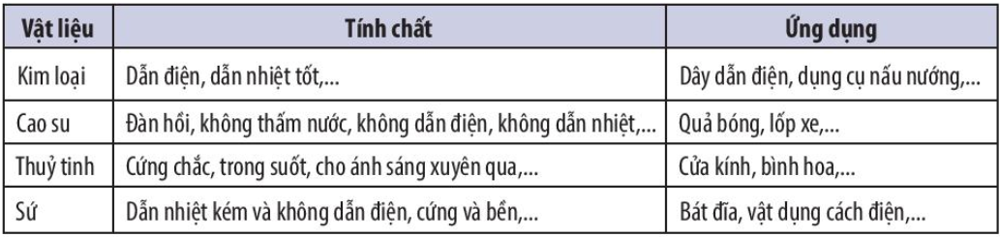 Vật liệu Tính chất Ứng dụng
Kim loại Dẫn điện, dẫn nhiệt tốt,... Dây dẫn điện, dụng cụ nấu nướng,...
Cao su Đàn hồi, không thấm nước, không dẫn điện, không dẫn nhiệt,... Quả bóng, lốp xe,...
Thuỷ tinh Cứng chắc, trong suốt, cho ánh sáng xuyên qua,... Cửa kính, bình hoa,...
Sứ Dẫn nhiệt kém và không dẫn điện, cứng và bền,... Bát đĩa, vật dụng cách điện,...